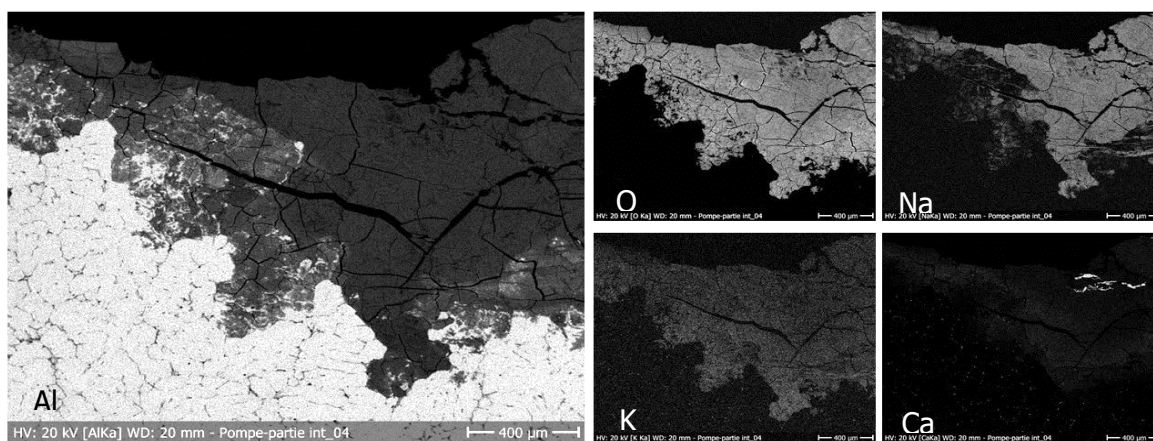 Al
HV: 20 kV [AlKa] WD: 20 mm - Pompe-partie int_04 400 µm
O
HV: 20 kV [O Ka] WD: 20 mm - Pompe-partie int_04 400 µm
Na
HV: 20 kV [NaKa] WD: 20 mm - Pompe-partie int_04 400 µm
K
HV: 20 kV [K Ka] WD: 20 mm - Pompe-partie int_04 400 µm
Ca
HV: 20 kV [CaKa] WD: 20 mm - Pompe-partie int_04 400 µm